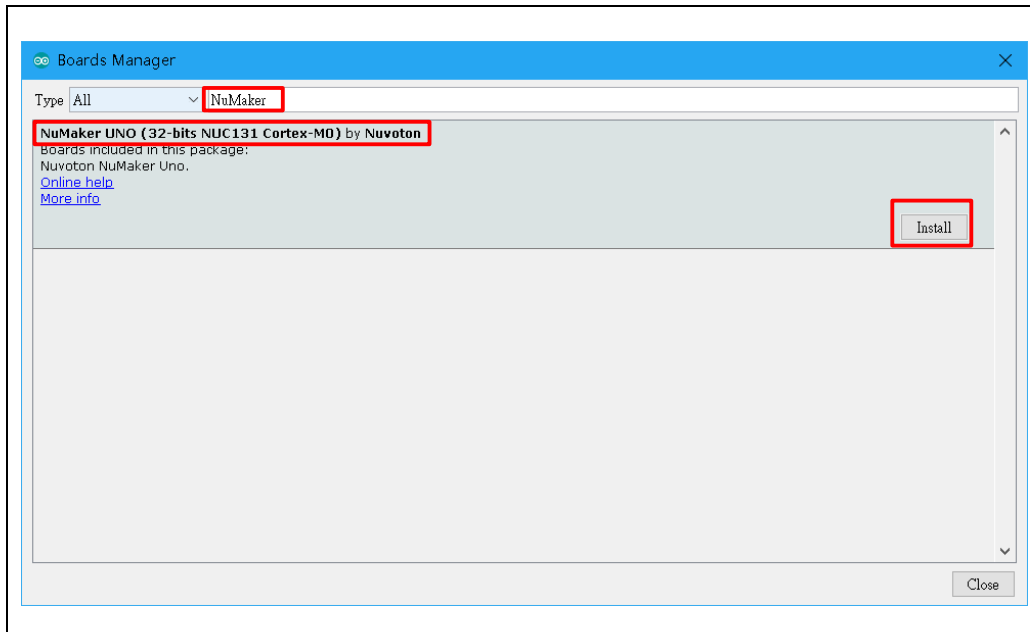 Boards Manager
Type All NuMaker
NuMaker UNO (32-bits NUC131 Cortex-M0) by Nuvoton
Boards included in this package:
Nuvoton NuMaker Uno.
Online help
More info
Install
Close